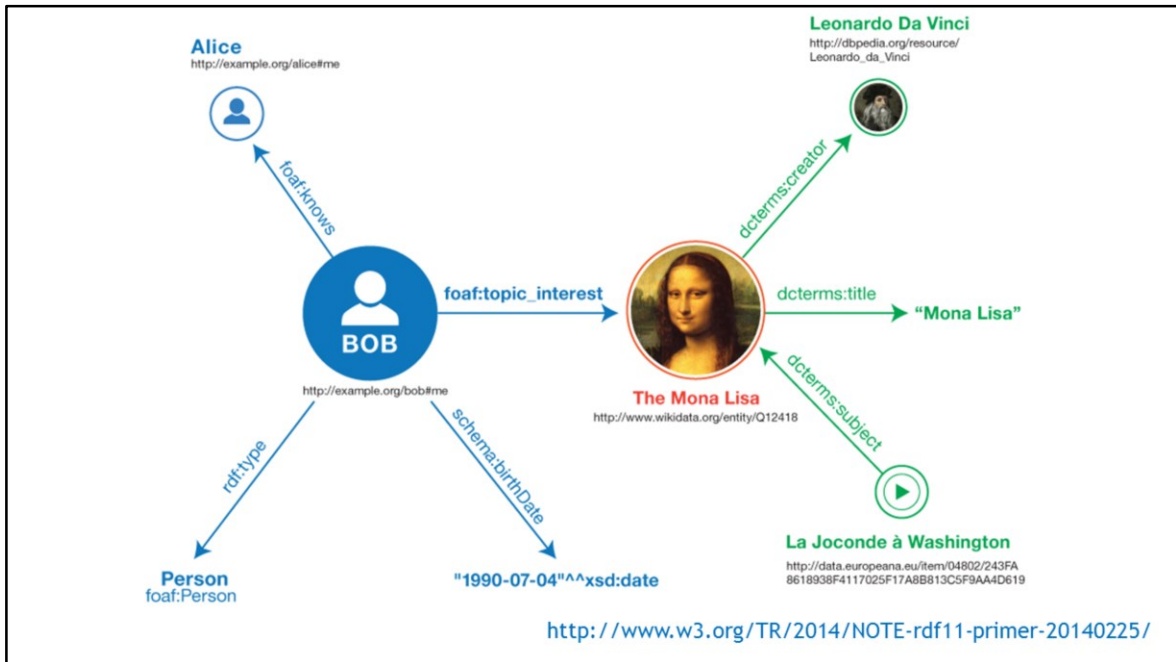 Alice
http://example.org/alice#me
foaf:knows
BOB
http://example.org/bob#me
rdf:type
schema:birthDate
Person
foaf:Person
"1990-07-04"^^xsd:date
foaf:topic_interest
The Mona Lisa
http://www.wikidata.org/entity/Q12418
Leonardo Da Vinci
http://dbpedia.org/resource/
Leonardo_da_Vinci
dcterms:creator
dcterms:title
“Mona Lisa”
dcterms:subject
La Joconde à Washington
http://data.europeana.eu/item/04802/243FA
8618938F4117025F17A8B813C5F9AA4D619
http://www.w3.org/TR/2014/NOTE-rdf11-primer-20140225/